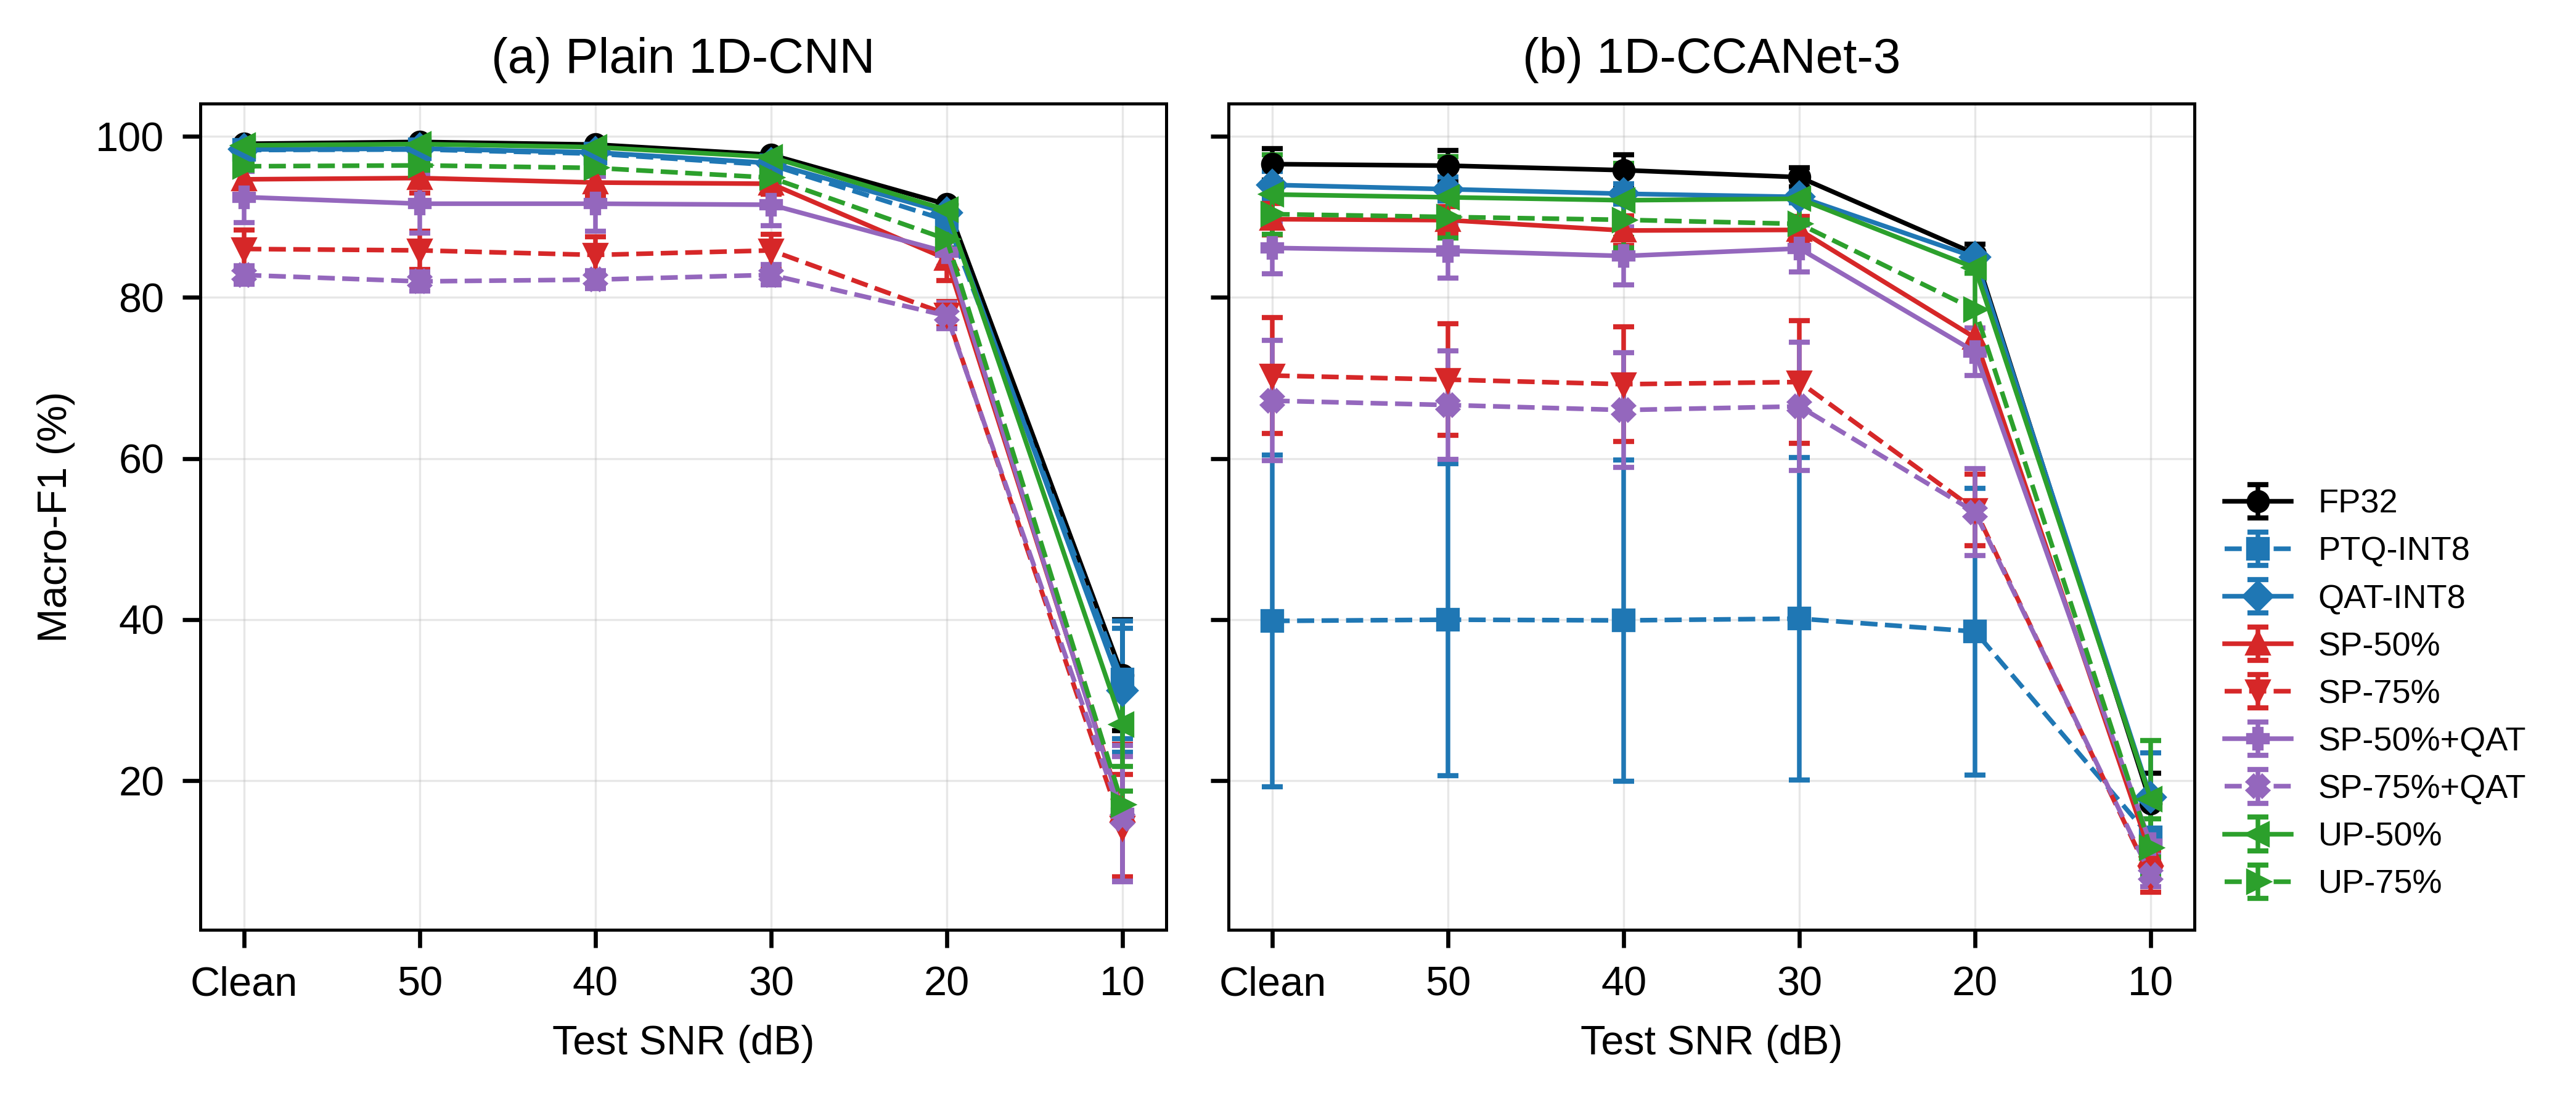 (a) Plain 1D-CNN
(b) 1D-CCANet-3
Macro-F1 (%)
100
80
60
40
20
Clean 50 40 30 20 10
Test SNR (dB)
Clean 50 40 30 20 10
Test SNR (dB)
FP32
PTQ-INT8
QAT-INT8
SP-50%
SP-75%
SP-50%+QAT
SP-75%+QAT
UP-50%
UP-75%